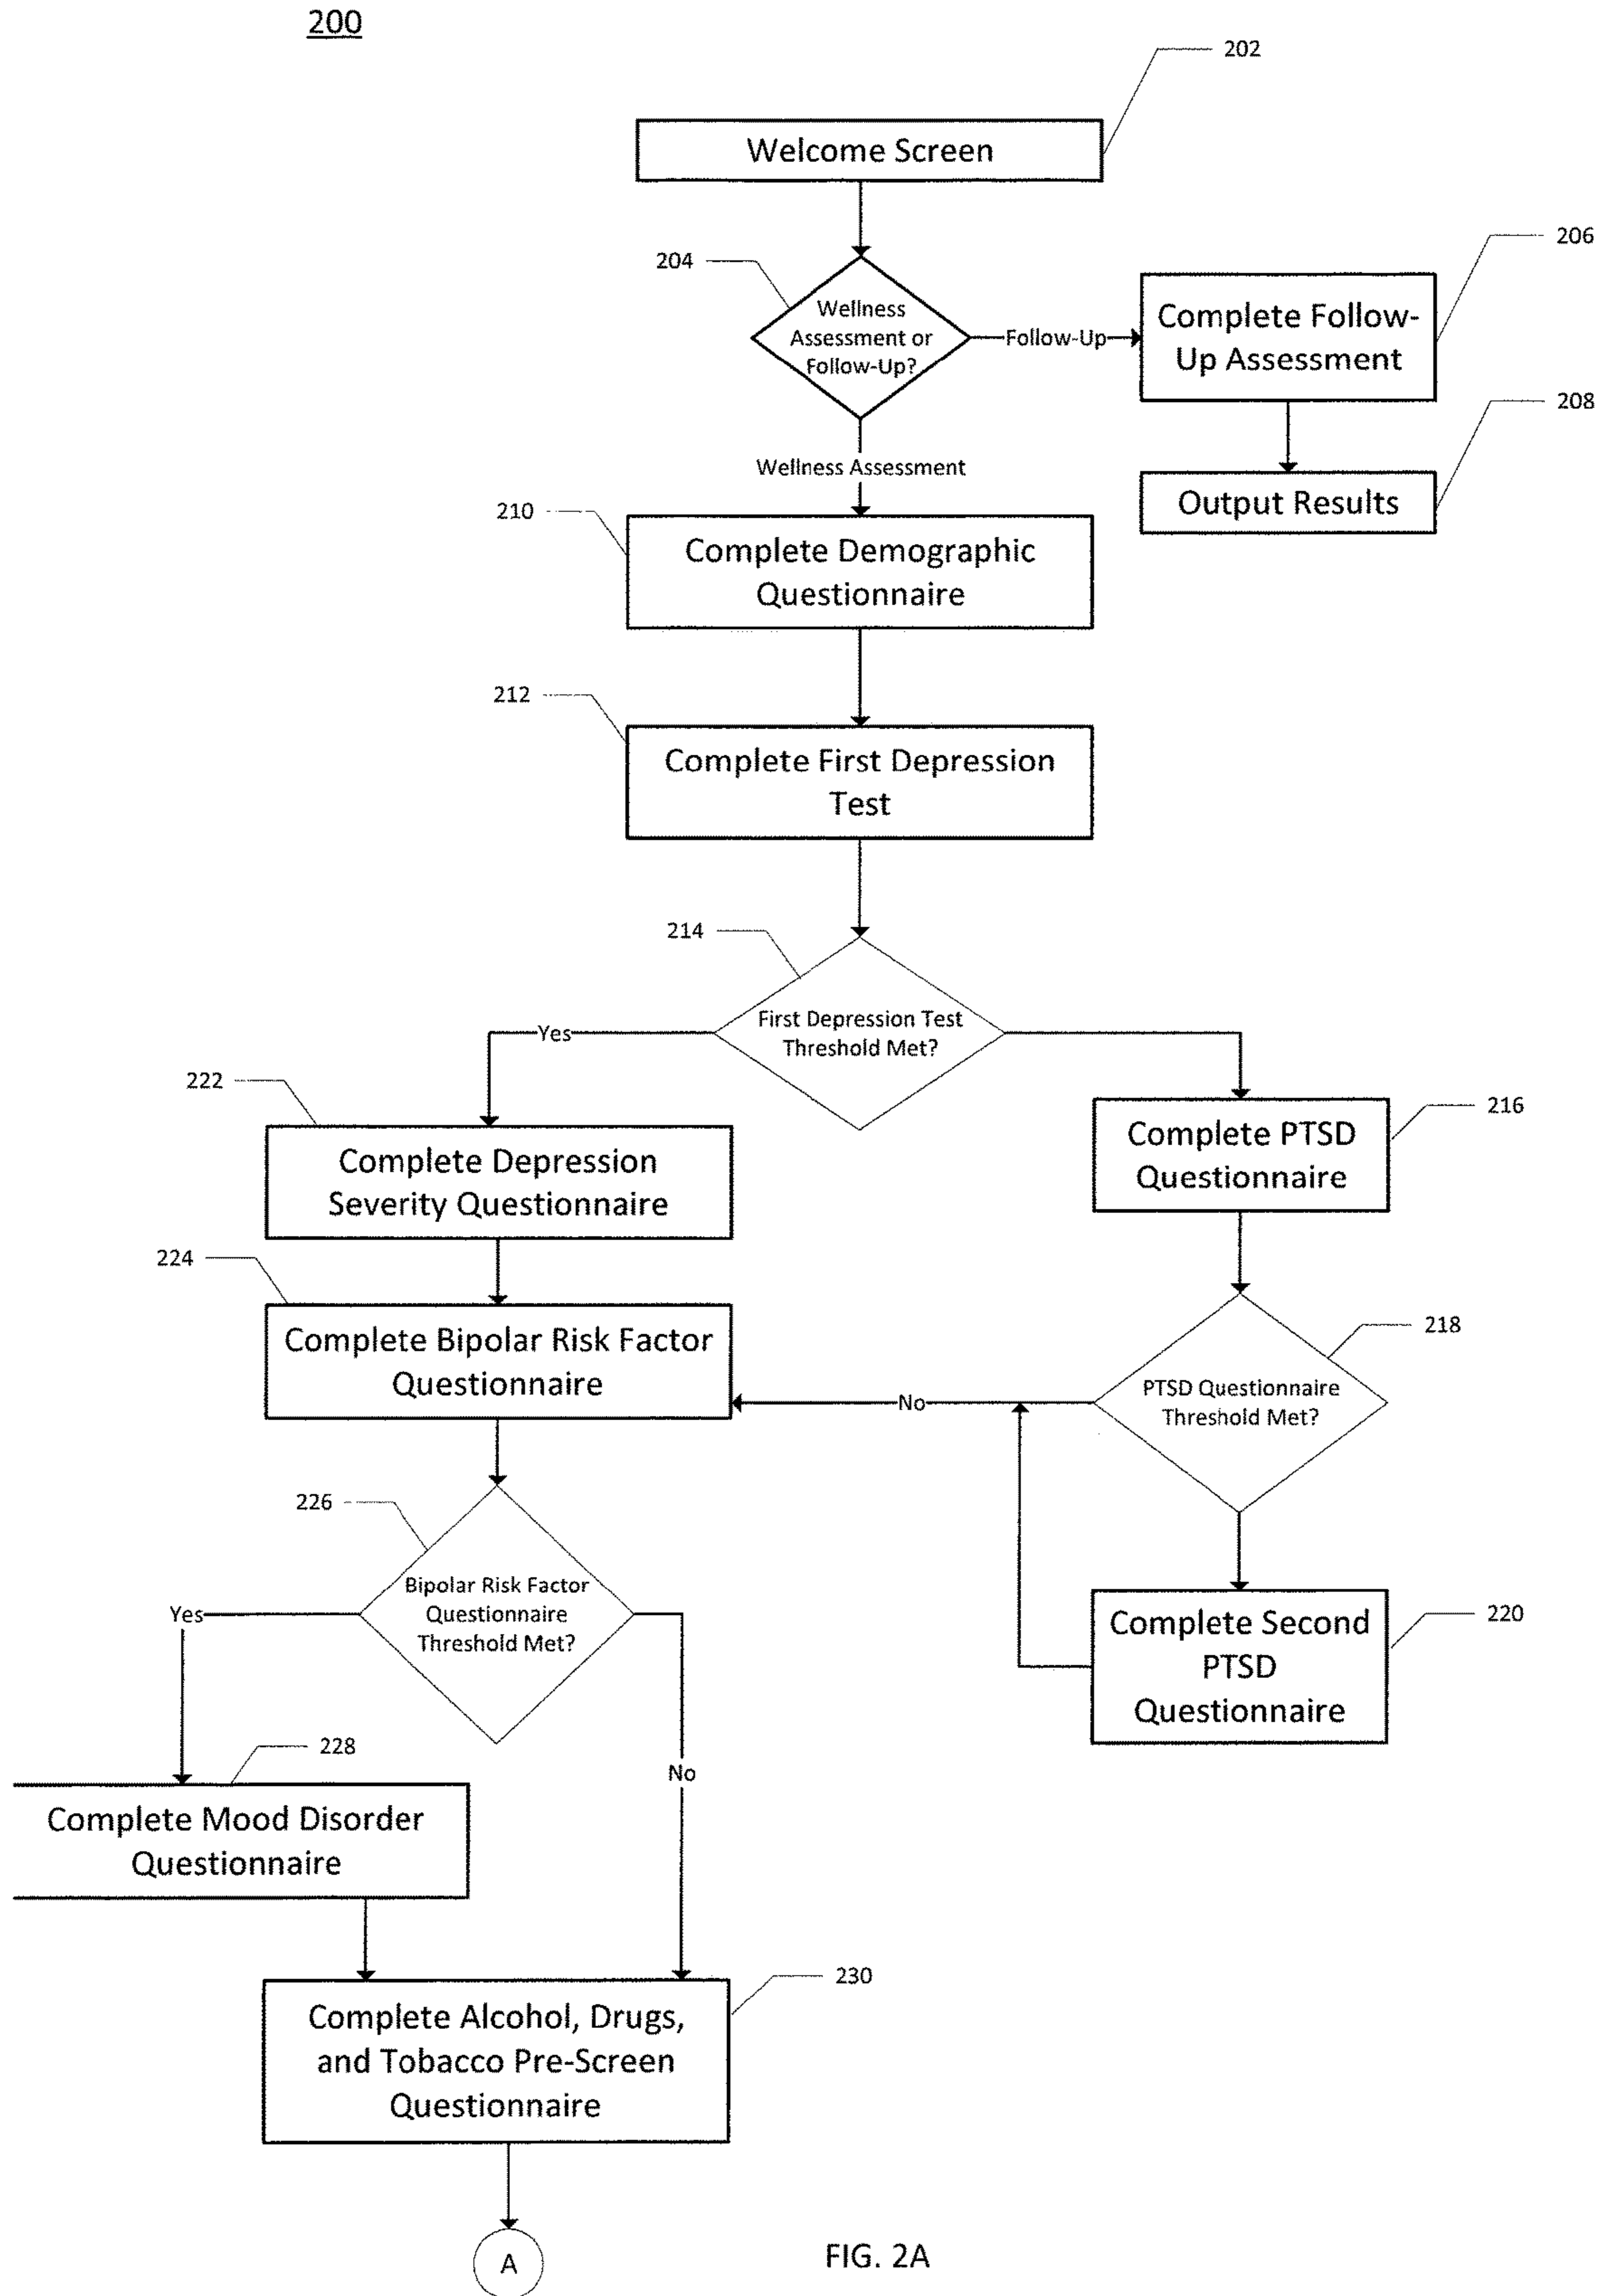 200
202
Welcome Screen
204
206
Wellness
Assessment or
Follow-Up?
Follow-Up
Complete Follow-
Up Assessment
208
Wellness Assessment
Output Results
210
Complete Demographic
Questionnaire
212
Complete First Depression
Test
214
First Depression Test
Threshold Met?
Yes
222
216
Complete PTSD
Questionnaire
Complete Depression
Severity Questionnaire
224
218
Complete Bipolar Risk Factor
Questionnaire
No
PTSD Questionnaire
Threshold Met?
226
Bipolar Risk Factor
Questionnaire
Threshold Met?
Yes
220
Complete Second
PTSD
Questionnaire
228
No
Complete Mood Disorder
Questionnaire
230
Complete Alcohol, Drugs,
and Tobacco Pre-Screen
Questionnaire
A
FIG. 2A